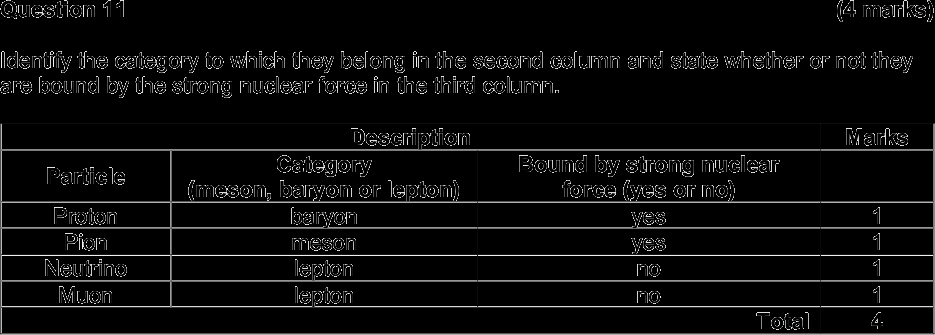 Question 11 (4 marks)
Identify the category to which they belong in the second column and state whether or not they
are bound by the strong nuclear force in the third column.
Description Marks
Particle Category (meson, baryon or lepton) Bound by strong nuclear force (yes or no)
Proton baryon yes 1
Pion meson yes 1
Neutrino lepton no 1
Muon lepton no 1
Total 4